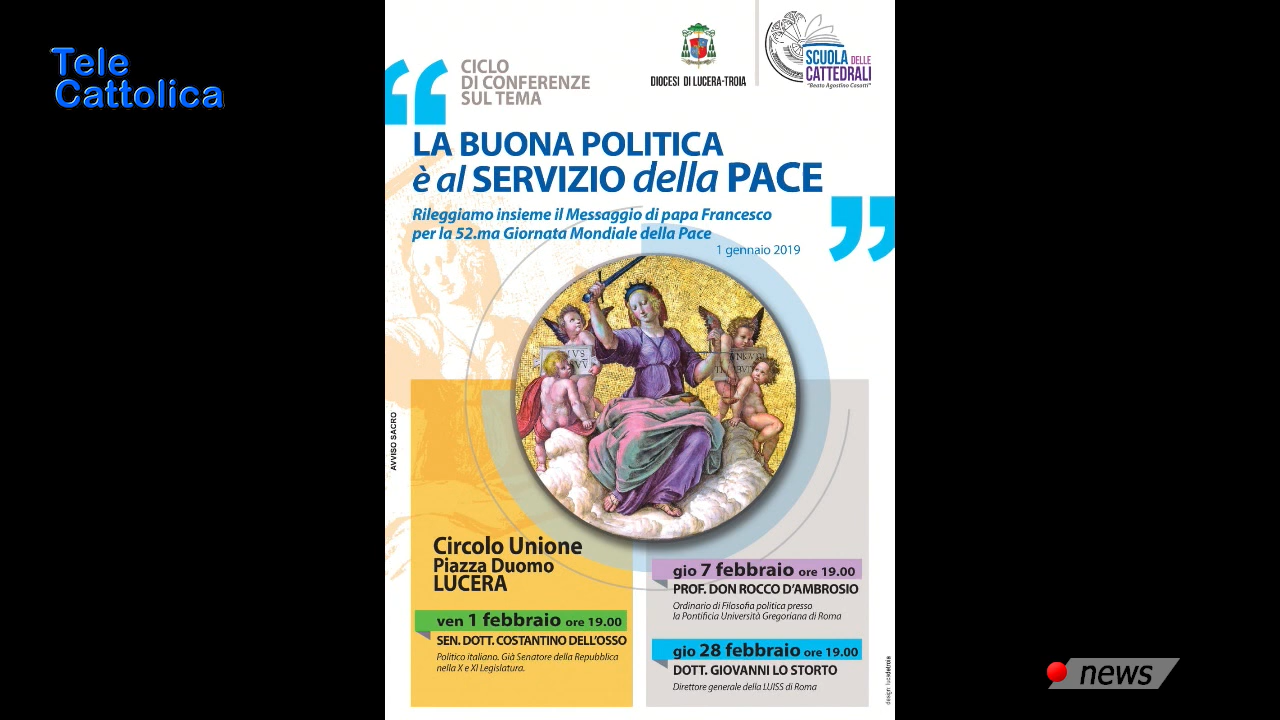 Tele
Cattolica
DIOCESI DI LUCERA-TROIA
SCUOLA DELLE
CATTEDRALI
"Beato Agostino Casotti"
CICLO
DI CONFERENZE
SUL TEMA
“
LA BUONA POLITICA
è al SERVIZIO della PACE
Rileggiamo insieme il Messaggio di papa Francesco
per la 52.ma Giornata Mondiale della Pace
1 gennaio 2019
”
AVVISO SACRO
Circolo Unione
Piazza Duomo
LUCERA
ven 1 febbraio ore 19.00
SEN. DOTT. COSTANTINO DELL'OSSO
Politico italiano. Già Senatore della Repubblica
nella X e XI Legislatura.
gio 7 febbraio ore 19.00
PROF. DON ROCCO D'AMBROSIO
Ordinario di Filosofia politica presso
la Pontificia Università Gregoriana di Roma
gio 28 febbraio ore 19.00
DOTT. GIOVANNI LO STORTO
Direttore generale della LUISS di Roma
design: lucadetroia
news